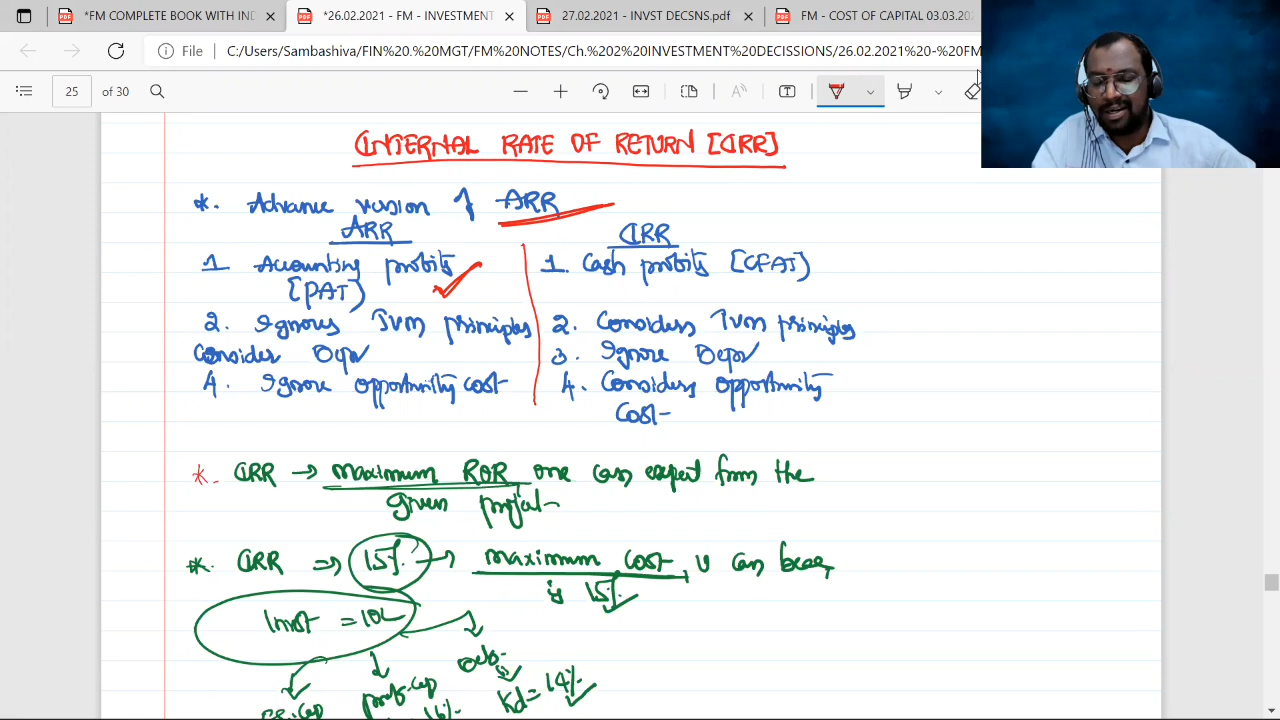 *FM COMPLETE BOOK WITH IND
*26.02.2021 - FM - INVESTMENT
27.02.2021 - INVST DECSNS.pdf
FM - COST OF CAPITAL 03.03.20
File C:/Users/Sambashiva/FIN%20.%20MGT/FM%20NOTES/Ch.%202%20INVESTMENT%20DECISSIONS/26.02.2021%20-%20FM
25 of 30
INTERNAL RATE OF RETURN [IRR]
*. Advance version of ARR
ARR IRR
1 Accounting profits 1. Cash profits [CFAT]
[PAT]
2. Ignores TVM principles 2. Considers TVM principles
Consider Depr 3. Ignore Depr
4. Ignore opportunity cost 4. Considers opportunity
Cost
*. IRR → maximum ROR one can expect from the
given project
*. IRR ⇒ 15% → maximum cost, u can bear,
is 15%
Inst = 10L
pref. cap
Kd = 14%
16%